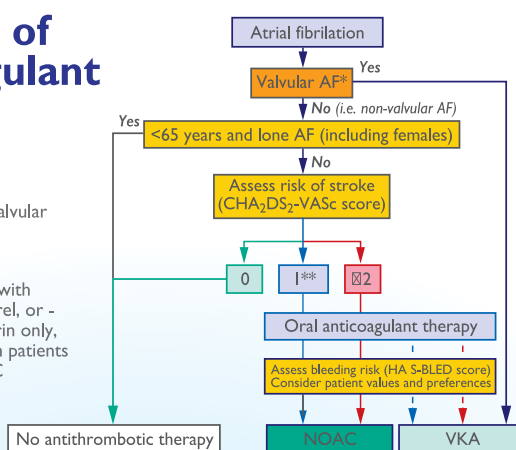 of
gulant
Atrial fibrilation
Valvular AF*
Yes
No (i.e. non-valvular AF)
Yes
<65 years and lone AF (including females)
No
Assess risk of stroke
(CHA₂DS₂-VASc score)
alvular
0
1**
2
with
rel, or -
rin only,
n patients
C
Oral anticoagulant therapy
Assess bleeding risk (HA S-BLED score)
Consider patient values and preferences
No antithrombotic therapy
NOAC
VKA